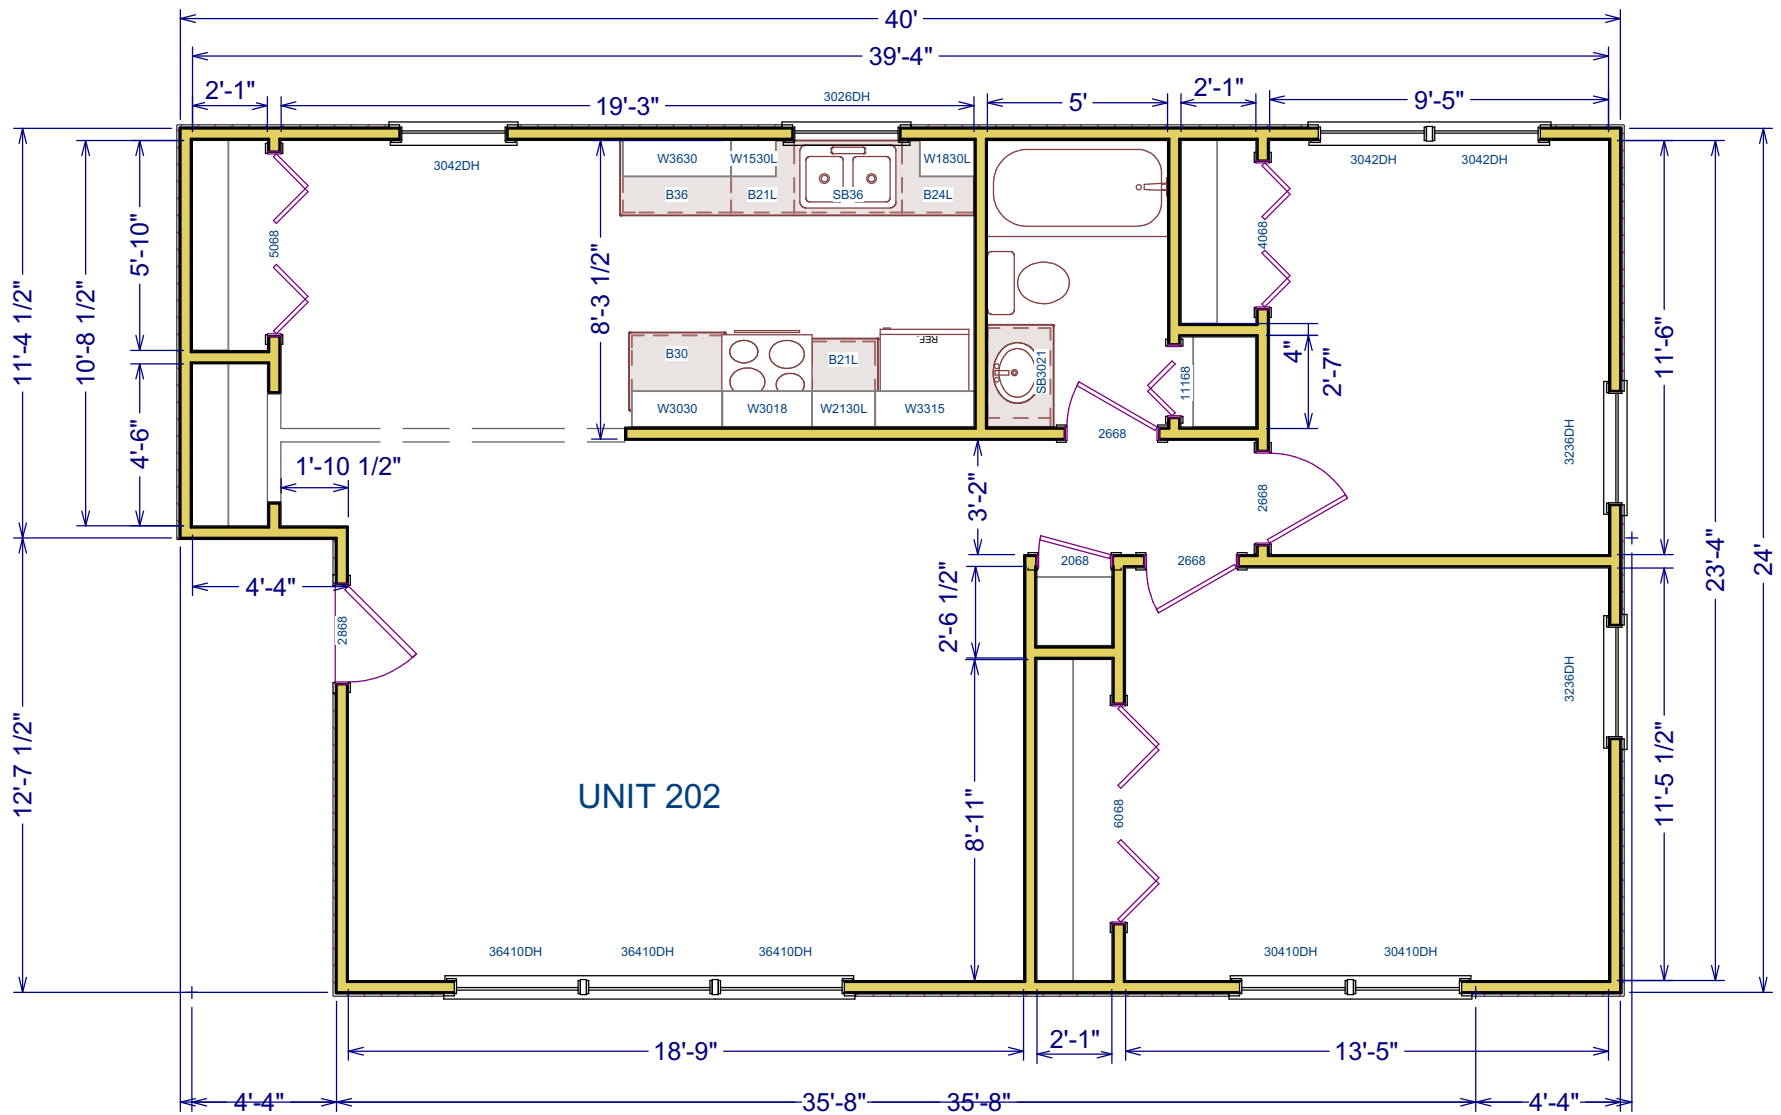 40'
39'-4"
2'-1"
19'-3"
3026DH
5'
2'-1"
9'-5"
3042DH
W3630
W1530L
W1830L
3042DH
3042DH
B36
B21L
SB36
B24L
5'-10"
5068
4068
11'-4 1/2"
10'-8 1/2"
8'-3 1/2"
11'-6"
REF.
B30
B21L
SB3021
11168
4"
2'-7"
W3030
W3018
W2130L
W3315
4'-6"
2668
3236DH
1'-10 1/2"
3'-2"
2668
2068
2668
23'-4"
24'
4'-4"
2868
2'-6 1/2"
3236DH
12'-7 1/2"
UNIT 202
8'-11"
6068
11'-5 1/2"
36410DH
36410DH
36410DH
30410DH
30410DH
18'-9"
2'-1"
13'-5"
4'-4"
35'-8"
35'-8"
4'-4"